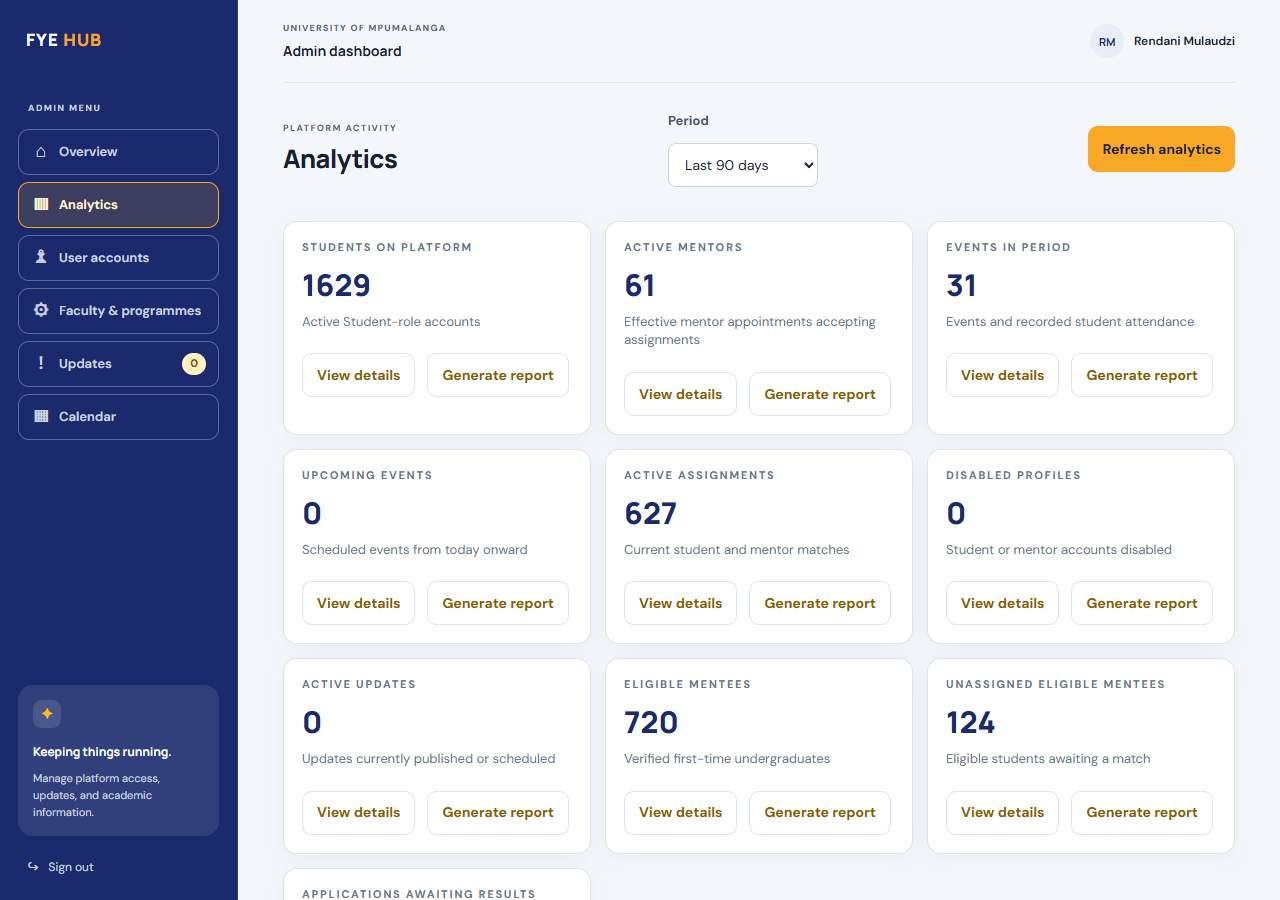 FYE HUB
ADMIN MENU
Overview
Analytics
User accounts
Faculty & programmes
! Updates 0
Calendar
Keeping things running.
Manage platform access,
updates, and academic
information.
Sign out
UNIVERSITY OF MPUMALANGA
Admin dashboard
RM Rendani Mulaudzi
PLATFORM ACTIVITY
Analytics
Period
Last 90 days
Refresh analytics
STUDENTS ON PLATFORM
1629
Active Student-role accounts
View details Generate report
ACTIVE MENTORS
61
Effective mentor appointments accepting
assignments
View details Generate report
EVENTS IN PERIOD
31
Events and recorded student attendance
View details Generate report
UPCOMING EVENTS
0
Scheduled events from today onward
View details Generate report
ACTIVE ASSIGNMENTS
627
Current student and mentor matches
View details Generate report
DISABLED PROFILES
0
Student or mentor accounts disabled
View details Generate report
ACTIVE UPDATES
0
Updates currently published or scheduled
View details Generate report
ELIGIBLE MENTEES
720
Verified first-time undergraduates
View details Generate report
UNASSIGNED ELIGIBLE MENTEES
124
Eligible students awaiting a match
View details Generate report
APPLICATIONS AWAITING RESULTS